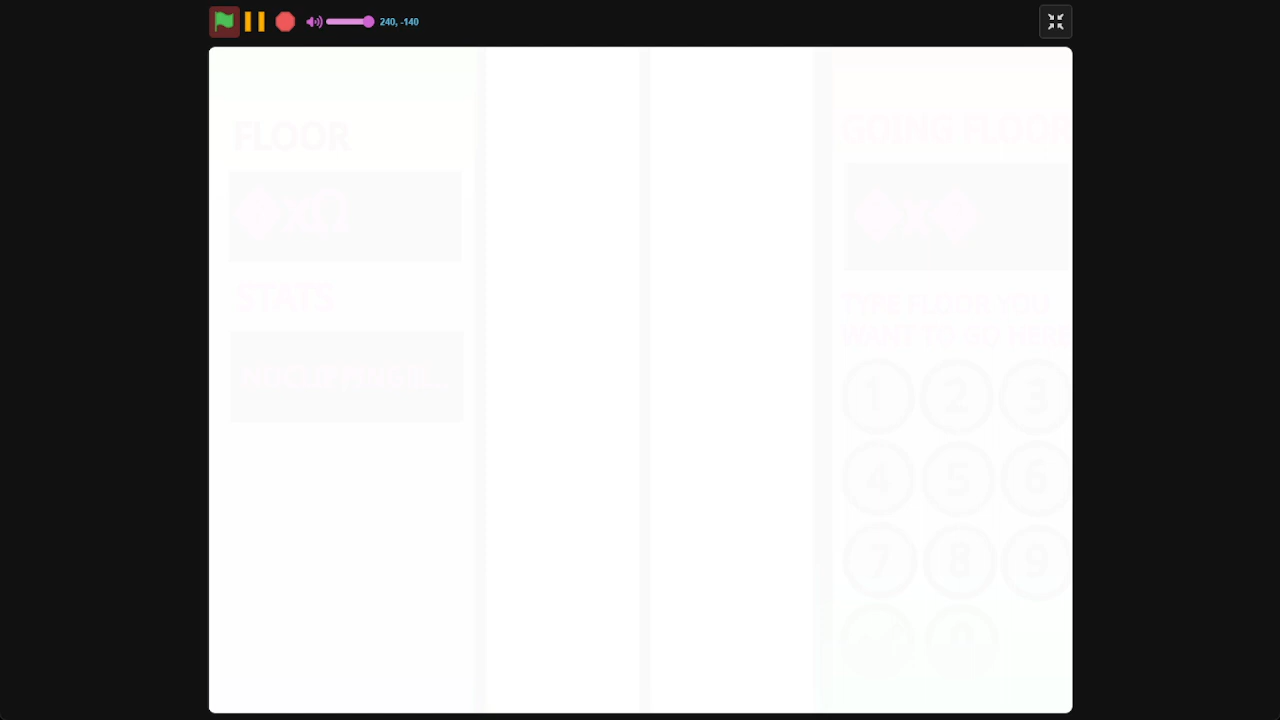 240, -140
FLOOR
STATS
GOING FLOOR
TYPE FLOOR YOU
WANT TO GO HERE
1 2 3
4 5 6
7 8 9
0